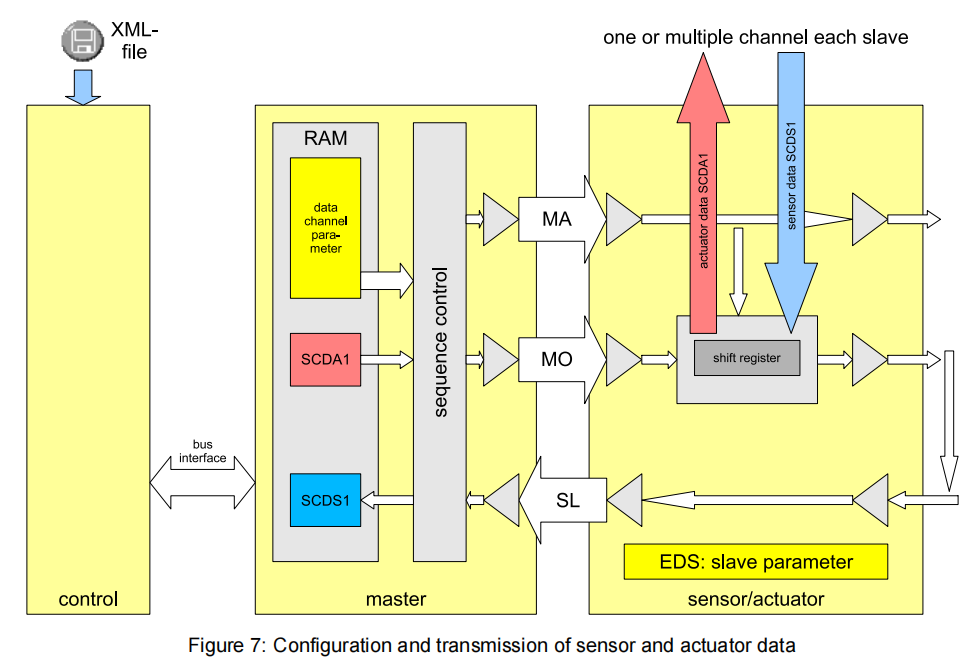 XML-
file
one or multiple channel each slave
RAM
data
channel
para-
meter
SCDA1
SCDS1
sequence control
MA
MO
SL
actuator data SCDA1
sensor data SCDS1
shift register
bus
interface
EDS: slave parameter
control
master
sensor/actuator
Figure 7: Configuration and transmission of sensor and actuator data